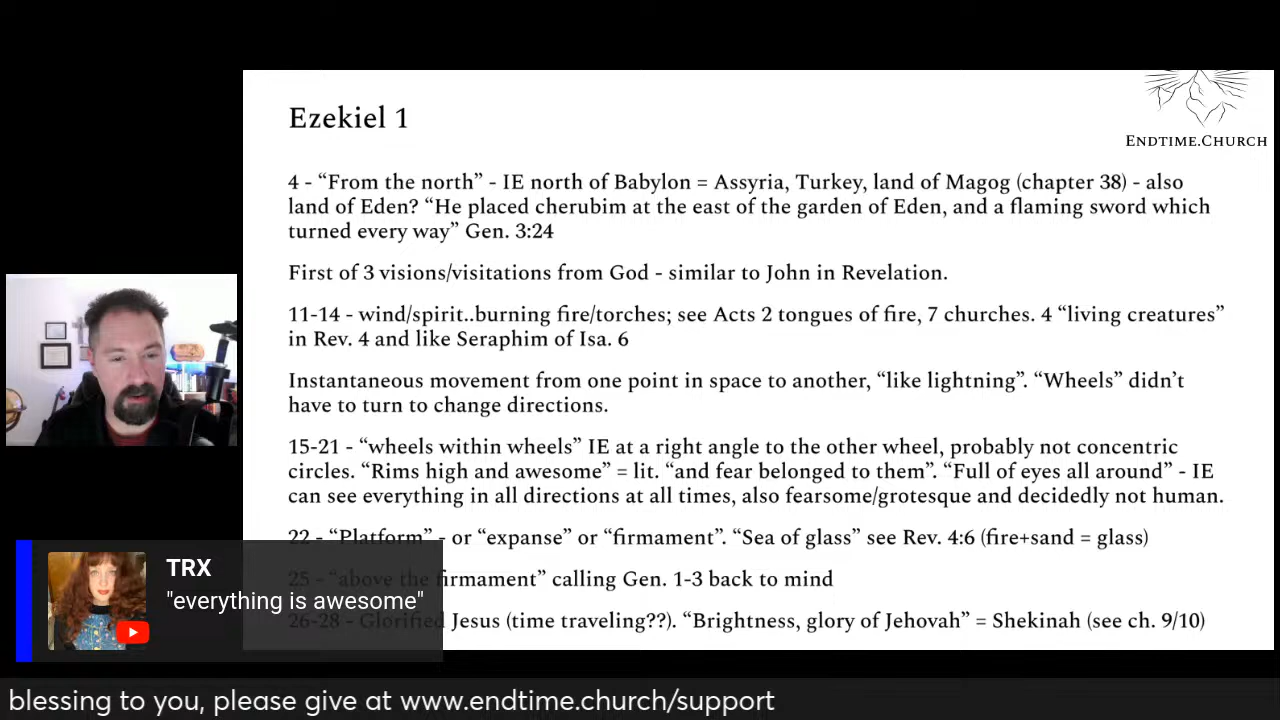 Ezekiel 1
ENDTIME.CHURCH
4 - “From the north” - IE north of Babylon = Assyria, Turkey, land of Magog (chapter 38) - also
land of Eden? “He placed cherubim at the east of the garden of Eden, and a flaming sword which
turned every way” Gen. 3:24
First of 3 visions/visitations from God - similar to John in Revelation.
11-14 - wind/spirit..burning fire/torches; see Acts 2 tongues of fire, 7 churches. 4 “living creatures”
in Rev. 4 and like Seraphim of Isa. 6
Instantaneous movement from one point in space to another, “like lightning”. “Wheels” didn’t
have to turn to change directions.
15-21 - “wheels within wheels” IE at a right angle to the other wheel, probably not concentric
circles. “Rims high and awesome” = lit. “and fear belonged to them”. “Full of eyes all around” - IE
can see everything in all directions at all times, also fearsome/grotesque and decidedly not human.
22 - “Platform” - or “expanse” or “firmament”. “Sea of glass” see Rev. 4:6 (fire+sand = glass)
25 - “above the firmament” calling Gen. 1-3 back to mind
26-28 - Glorified Jesus (time traveling??). “Brightness, glory of Jehovah” = Shekinah (see ch. 9/10)
TRX
"everything is awesome"
blessing to you, please give at www.endtime.church/support